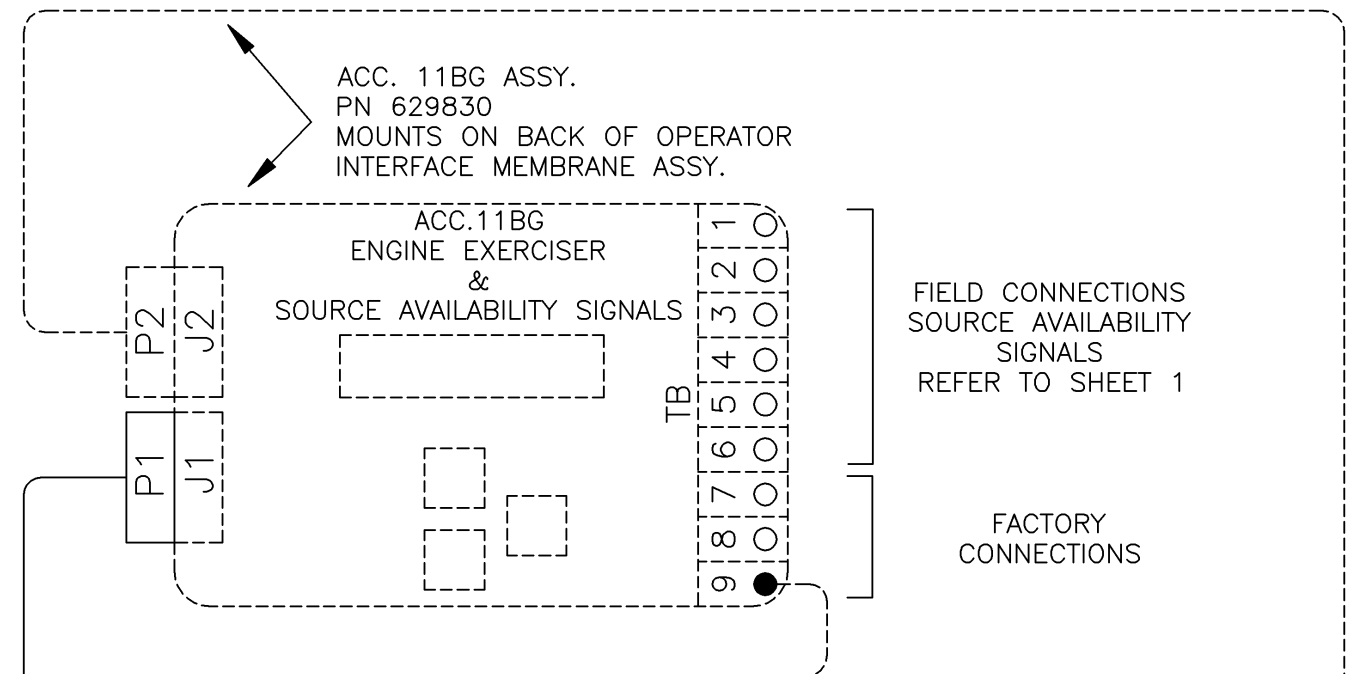 ACC. 11BG ASSY.
PN 629830
MOUNTS ON BACK OF OPERATOR
INTERFACE MEMBRANE ASSY.
ACC.11BG
ENGINE EXERCISER
&
SOURCE AVAILABILITY SIGNALS
P2
J2
P1
J1
TB
1
2
3
4
5
6
7
8
9
FIELD CONNECTIONS
SOURCE AVAILABILITY
SIGNALS
REFER TO SHEET 1
FACTORY
CONNECTIONS